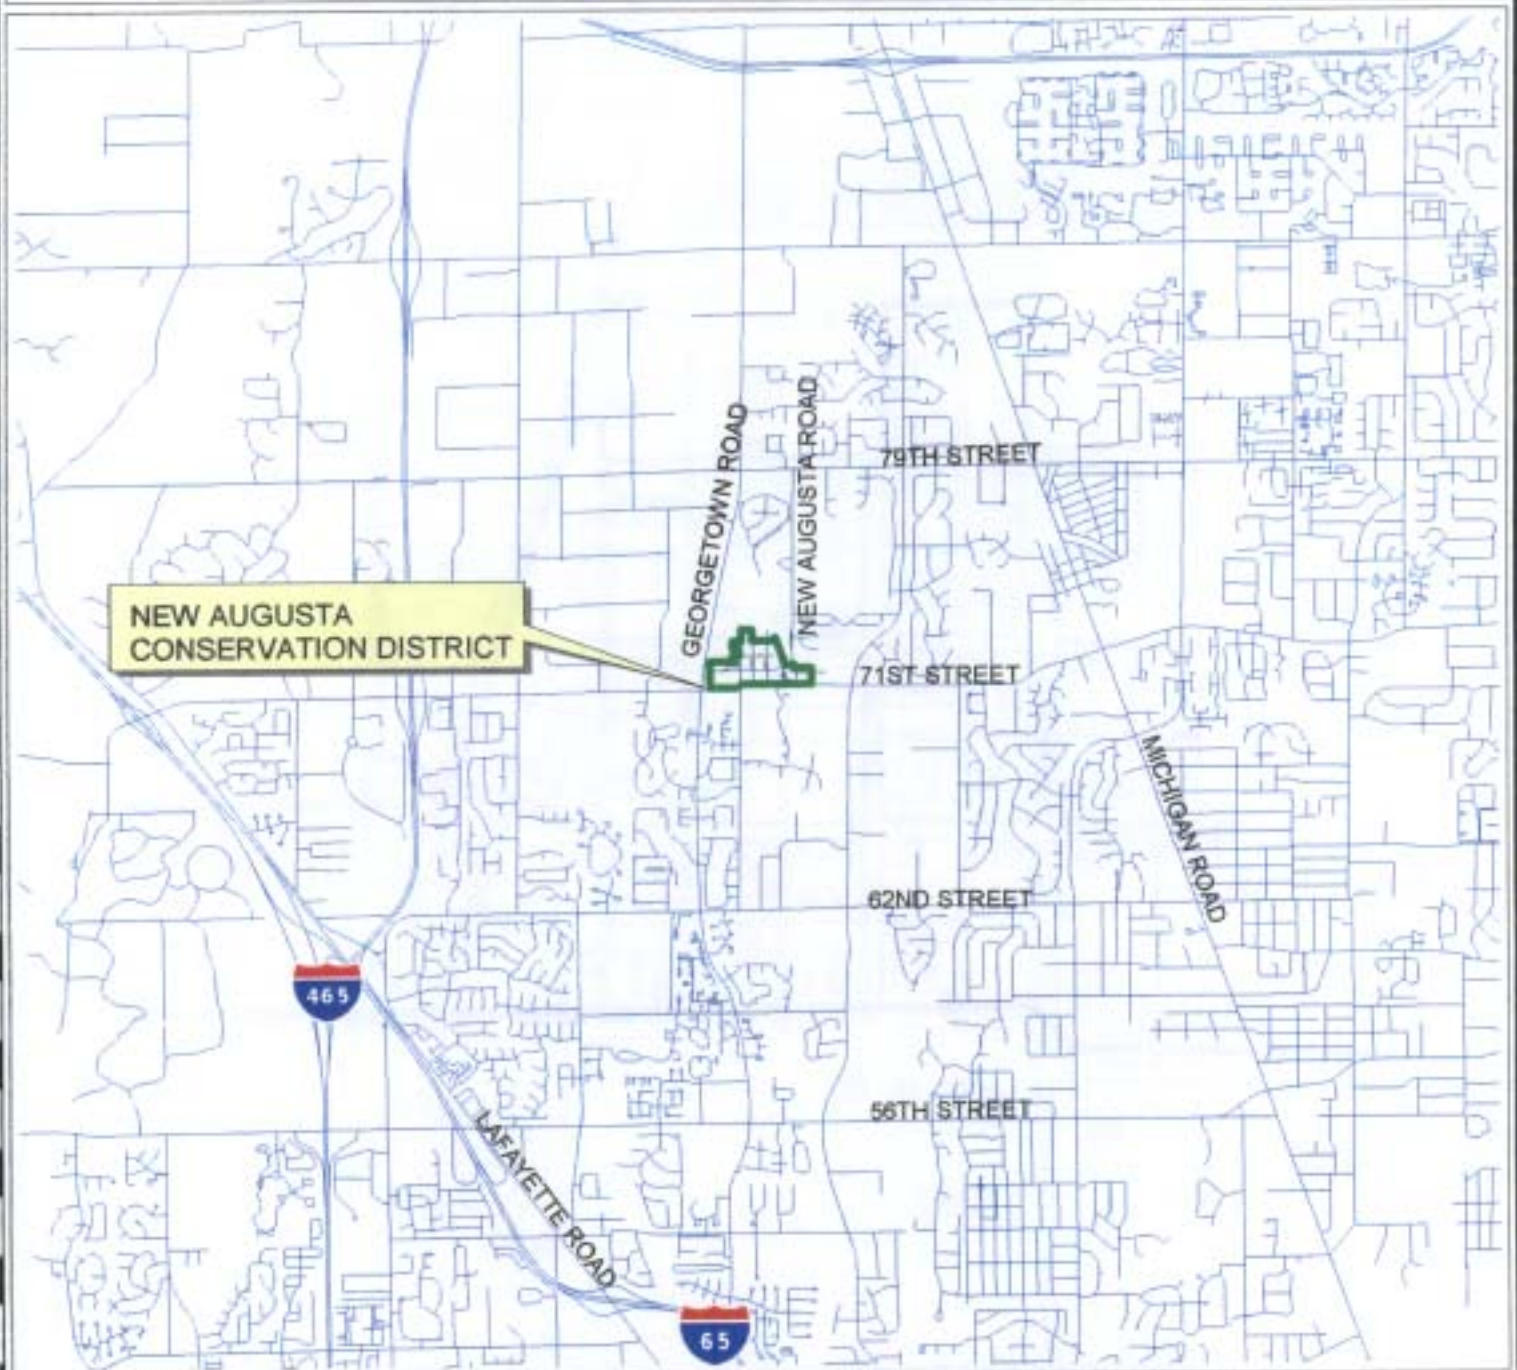 GEORGETOWN ROAD
NEW AUGUSTA ROAD
79TH STREET
NEW AUGUSTA
CONSERVATION DISTRICT
71ST STREET
MICHIGAN ROAD
62ND STREET
465
56TH STREET
LAFAYETTE ROAD
65